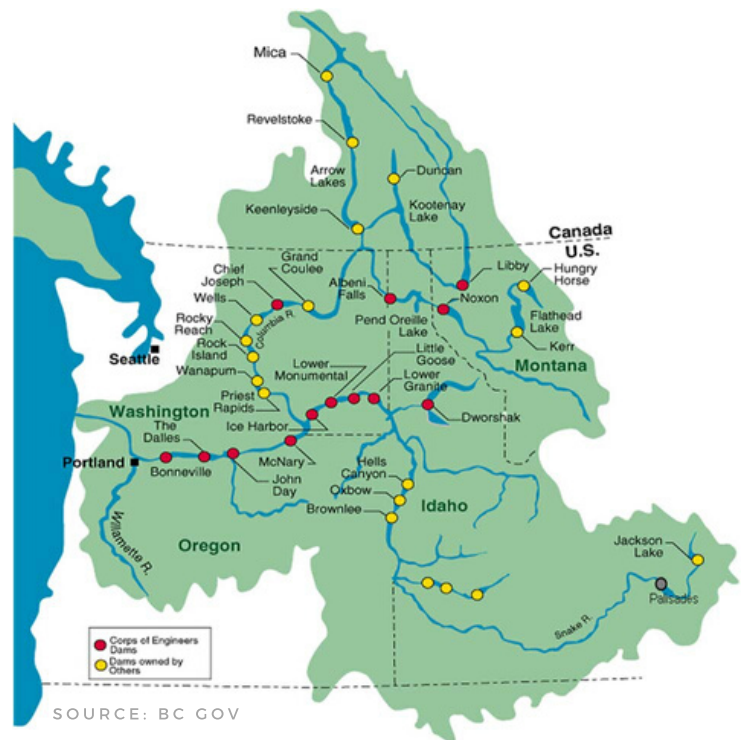 Mica
Revelstoke
Arrow
Lakes
Duncan
Kootenay
Lake
Keenleyside
Canada
U.S.
Grand
Coulee
Chief
Joseph
Libby
Hungry
Horse
Albeni
Falls
Wells
Noxon
Rocky
Reach
Columbia R.
Pend Oreille
Lake
Flathead
Lake
Rock
Island
Kerr
Seattle
Wanapum
Lower
Monumental
Little
Goose
Lower
Granite
Montana
Priest
Rapids
Washington
Ice Harbor
Dworshak
The
Dalles
Portland
Bonneville
McNary
John
Day
Hells
Canyon
Oxbow
Brownlee
Idaho
Willamette R.
Oregon
Jackson
Lake
Palisades
Snake R.
Corps of Engineers
Dams
Dams owned by
Others
SOURCE: BC GOV